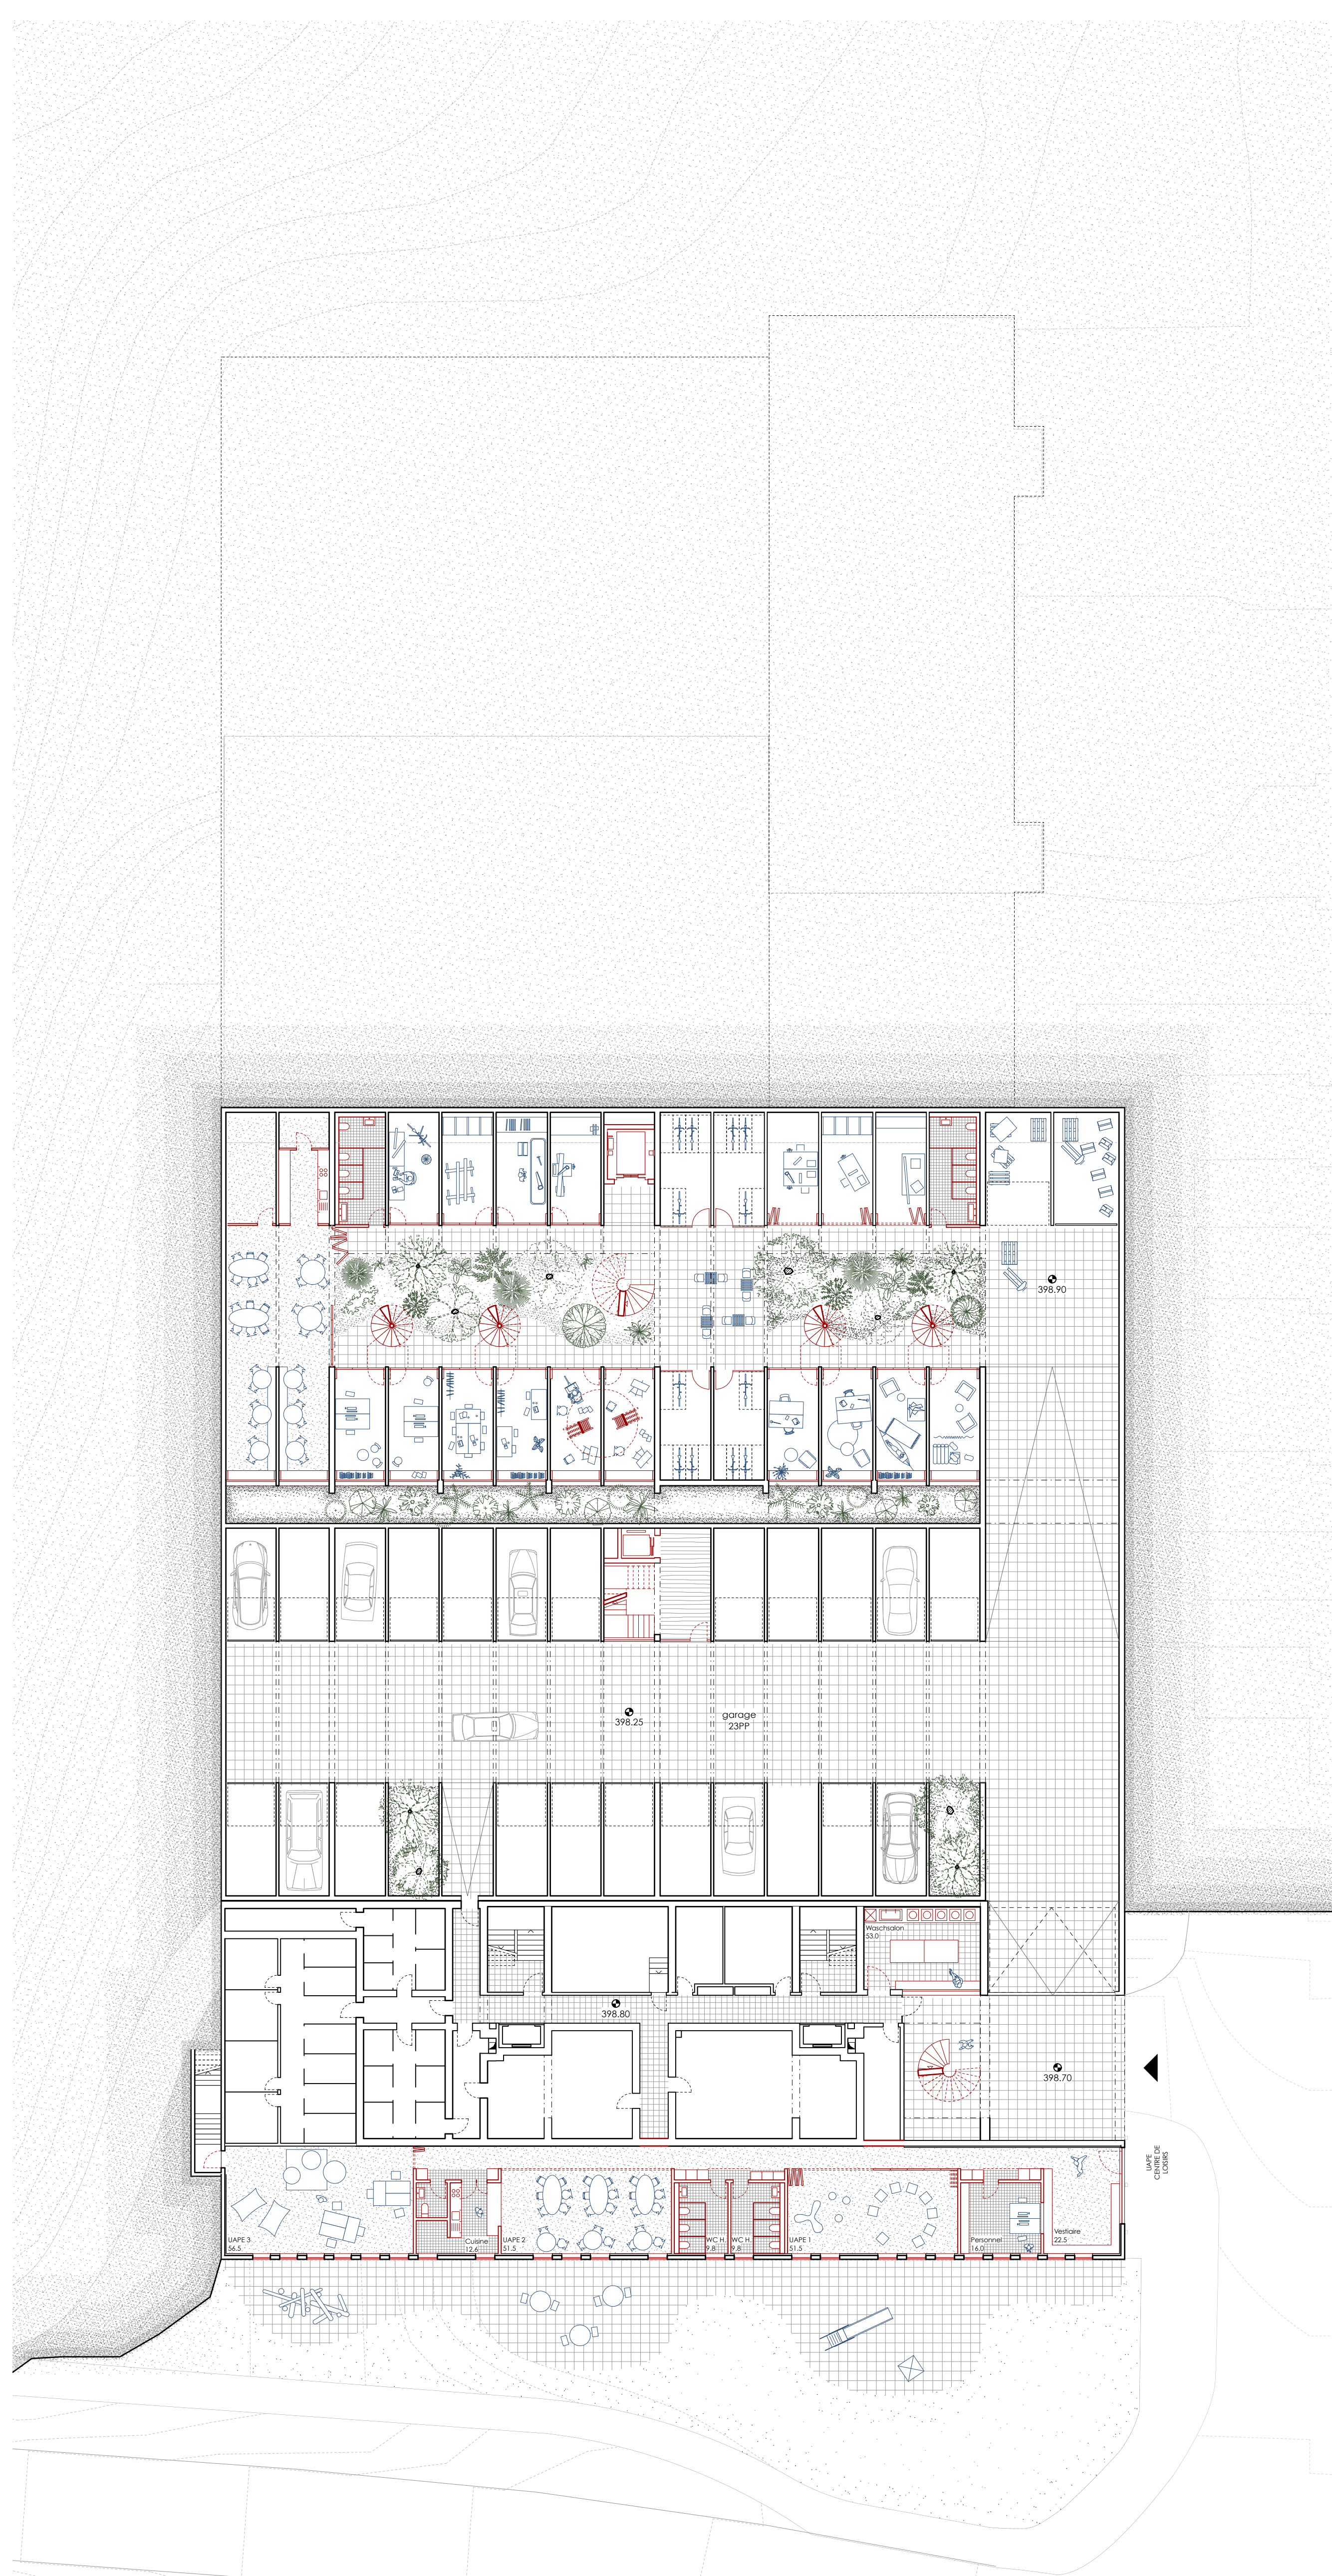 398.90
398.25
garage
23PP
Waschsalon
53.0
398.80
398.70
UAPE
CENTRE DE
LOISIRS
UAPE 3
56.5
Cuisine
12.6
UAPE 2
51.5
WC H
9.8
WC H
9.8
UAPE 1
51.5
Personnel
16.0
Vestiaire
22.5